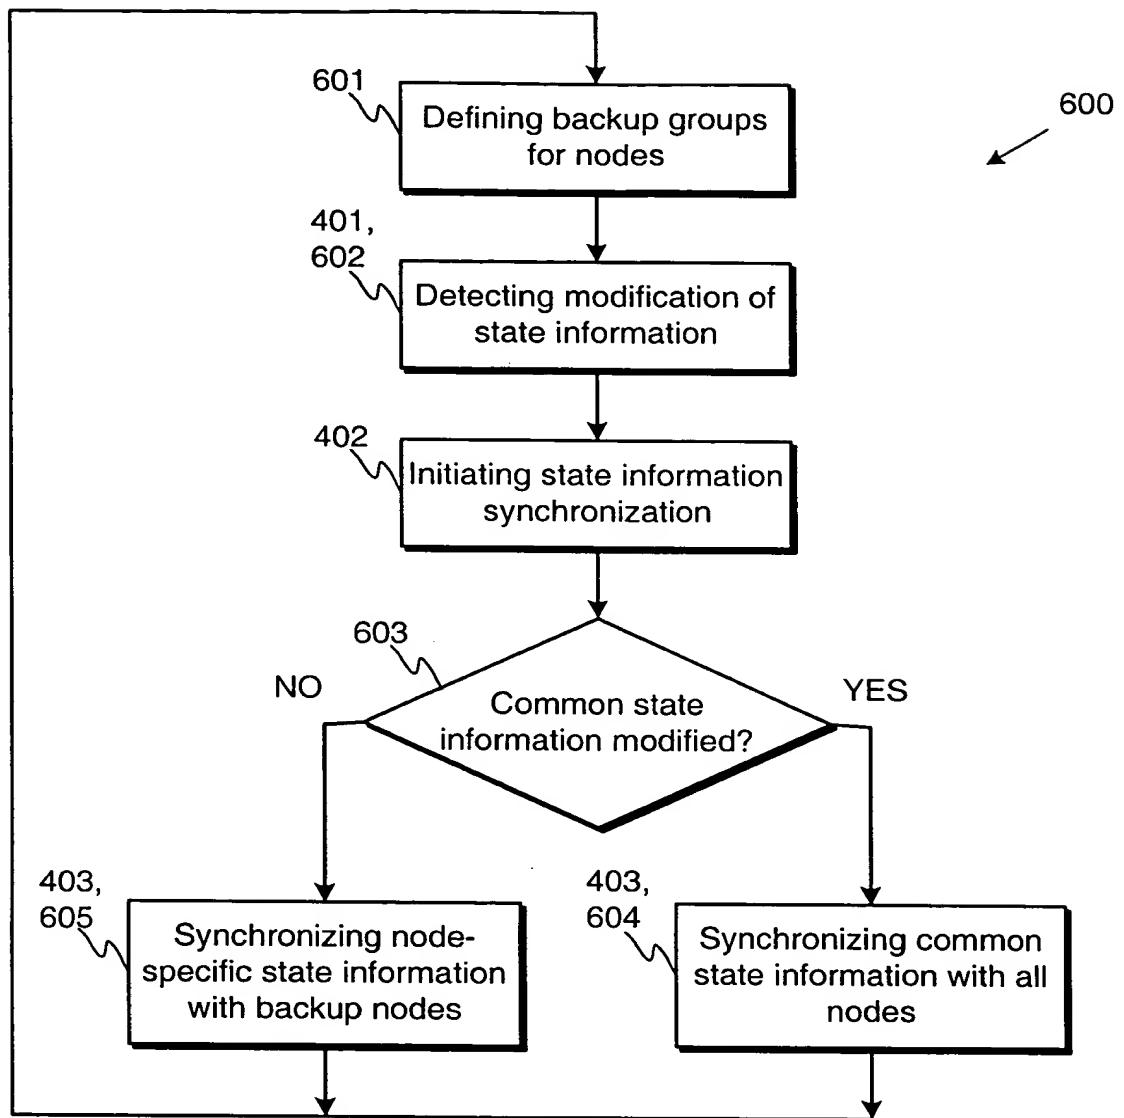 601
Defining backup groups
for nodes
600
401,
602
Detecting modification of
state information
402
Initiating state information
synchronization
603
NO
Common state
information modified?
YES
403,
605
Synchronizing node-
specific state information
with backup nodes
403,
604
Synchronizing common
state information with all
nodes